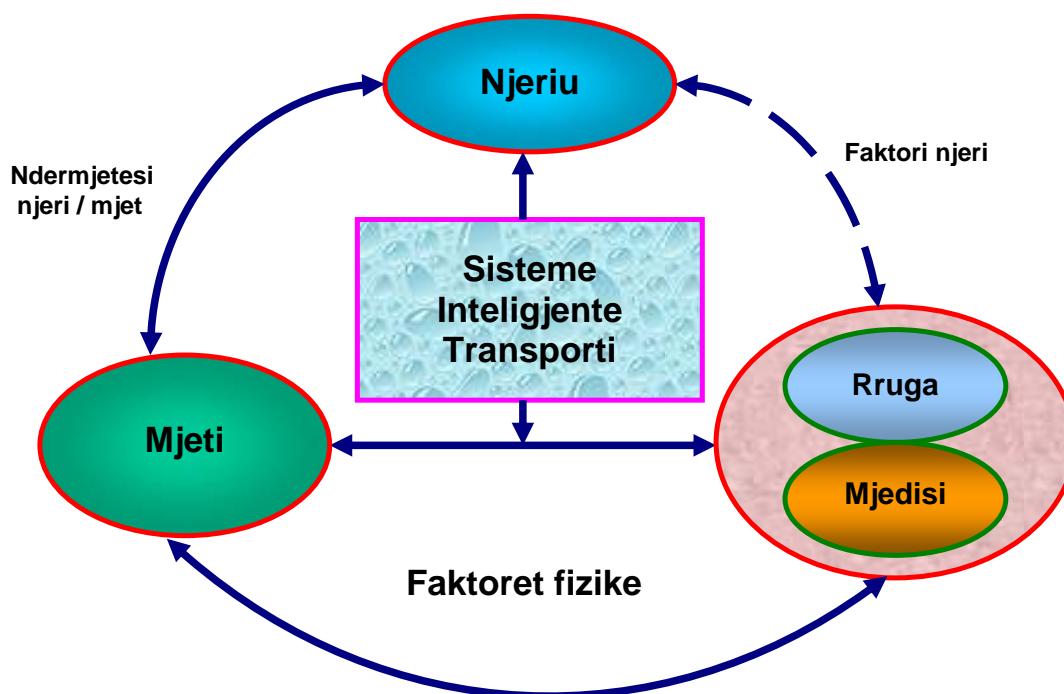 Njeriu
Faktori njeri
Ndermjetesi
njeri / mjet
Sisteme
Inteligjente
Transporti
Rruga
Mjeti
Mjedisi
Faktoret fizike